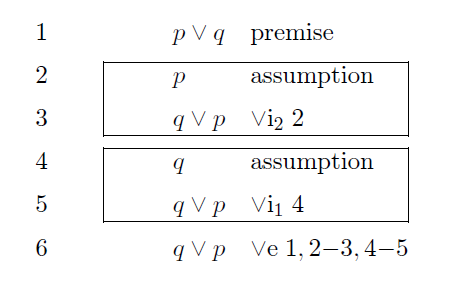 1 p ∨ q premise
2 p assumption
3 q ∨ p ∨i₂ 2
4 q assumption
5 q ∨ p ∨i₁ 4
6 q ∨ p ∨e 1, 2−3, 4−5